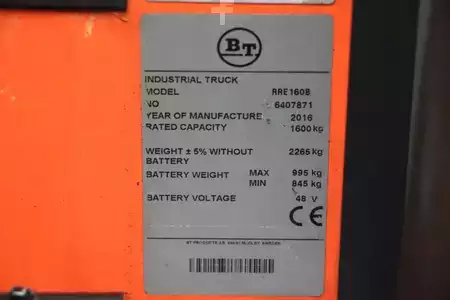 BT
INDUSTRIAL TRUCK
MODEL RRE160B
NO 6407871
YEAR OF MANUFACTURE 2016
RATED CAPACITY 1600 kg
WEIGHT ± 5% WITHOUT 2265 kg
BATTERY
BATTERY WEIGHT MAX 995 kg
MIN 845 kg
BATTERY VOLTAGE 48 V
CE